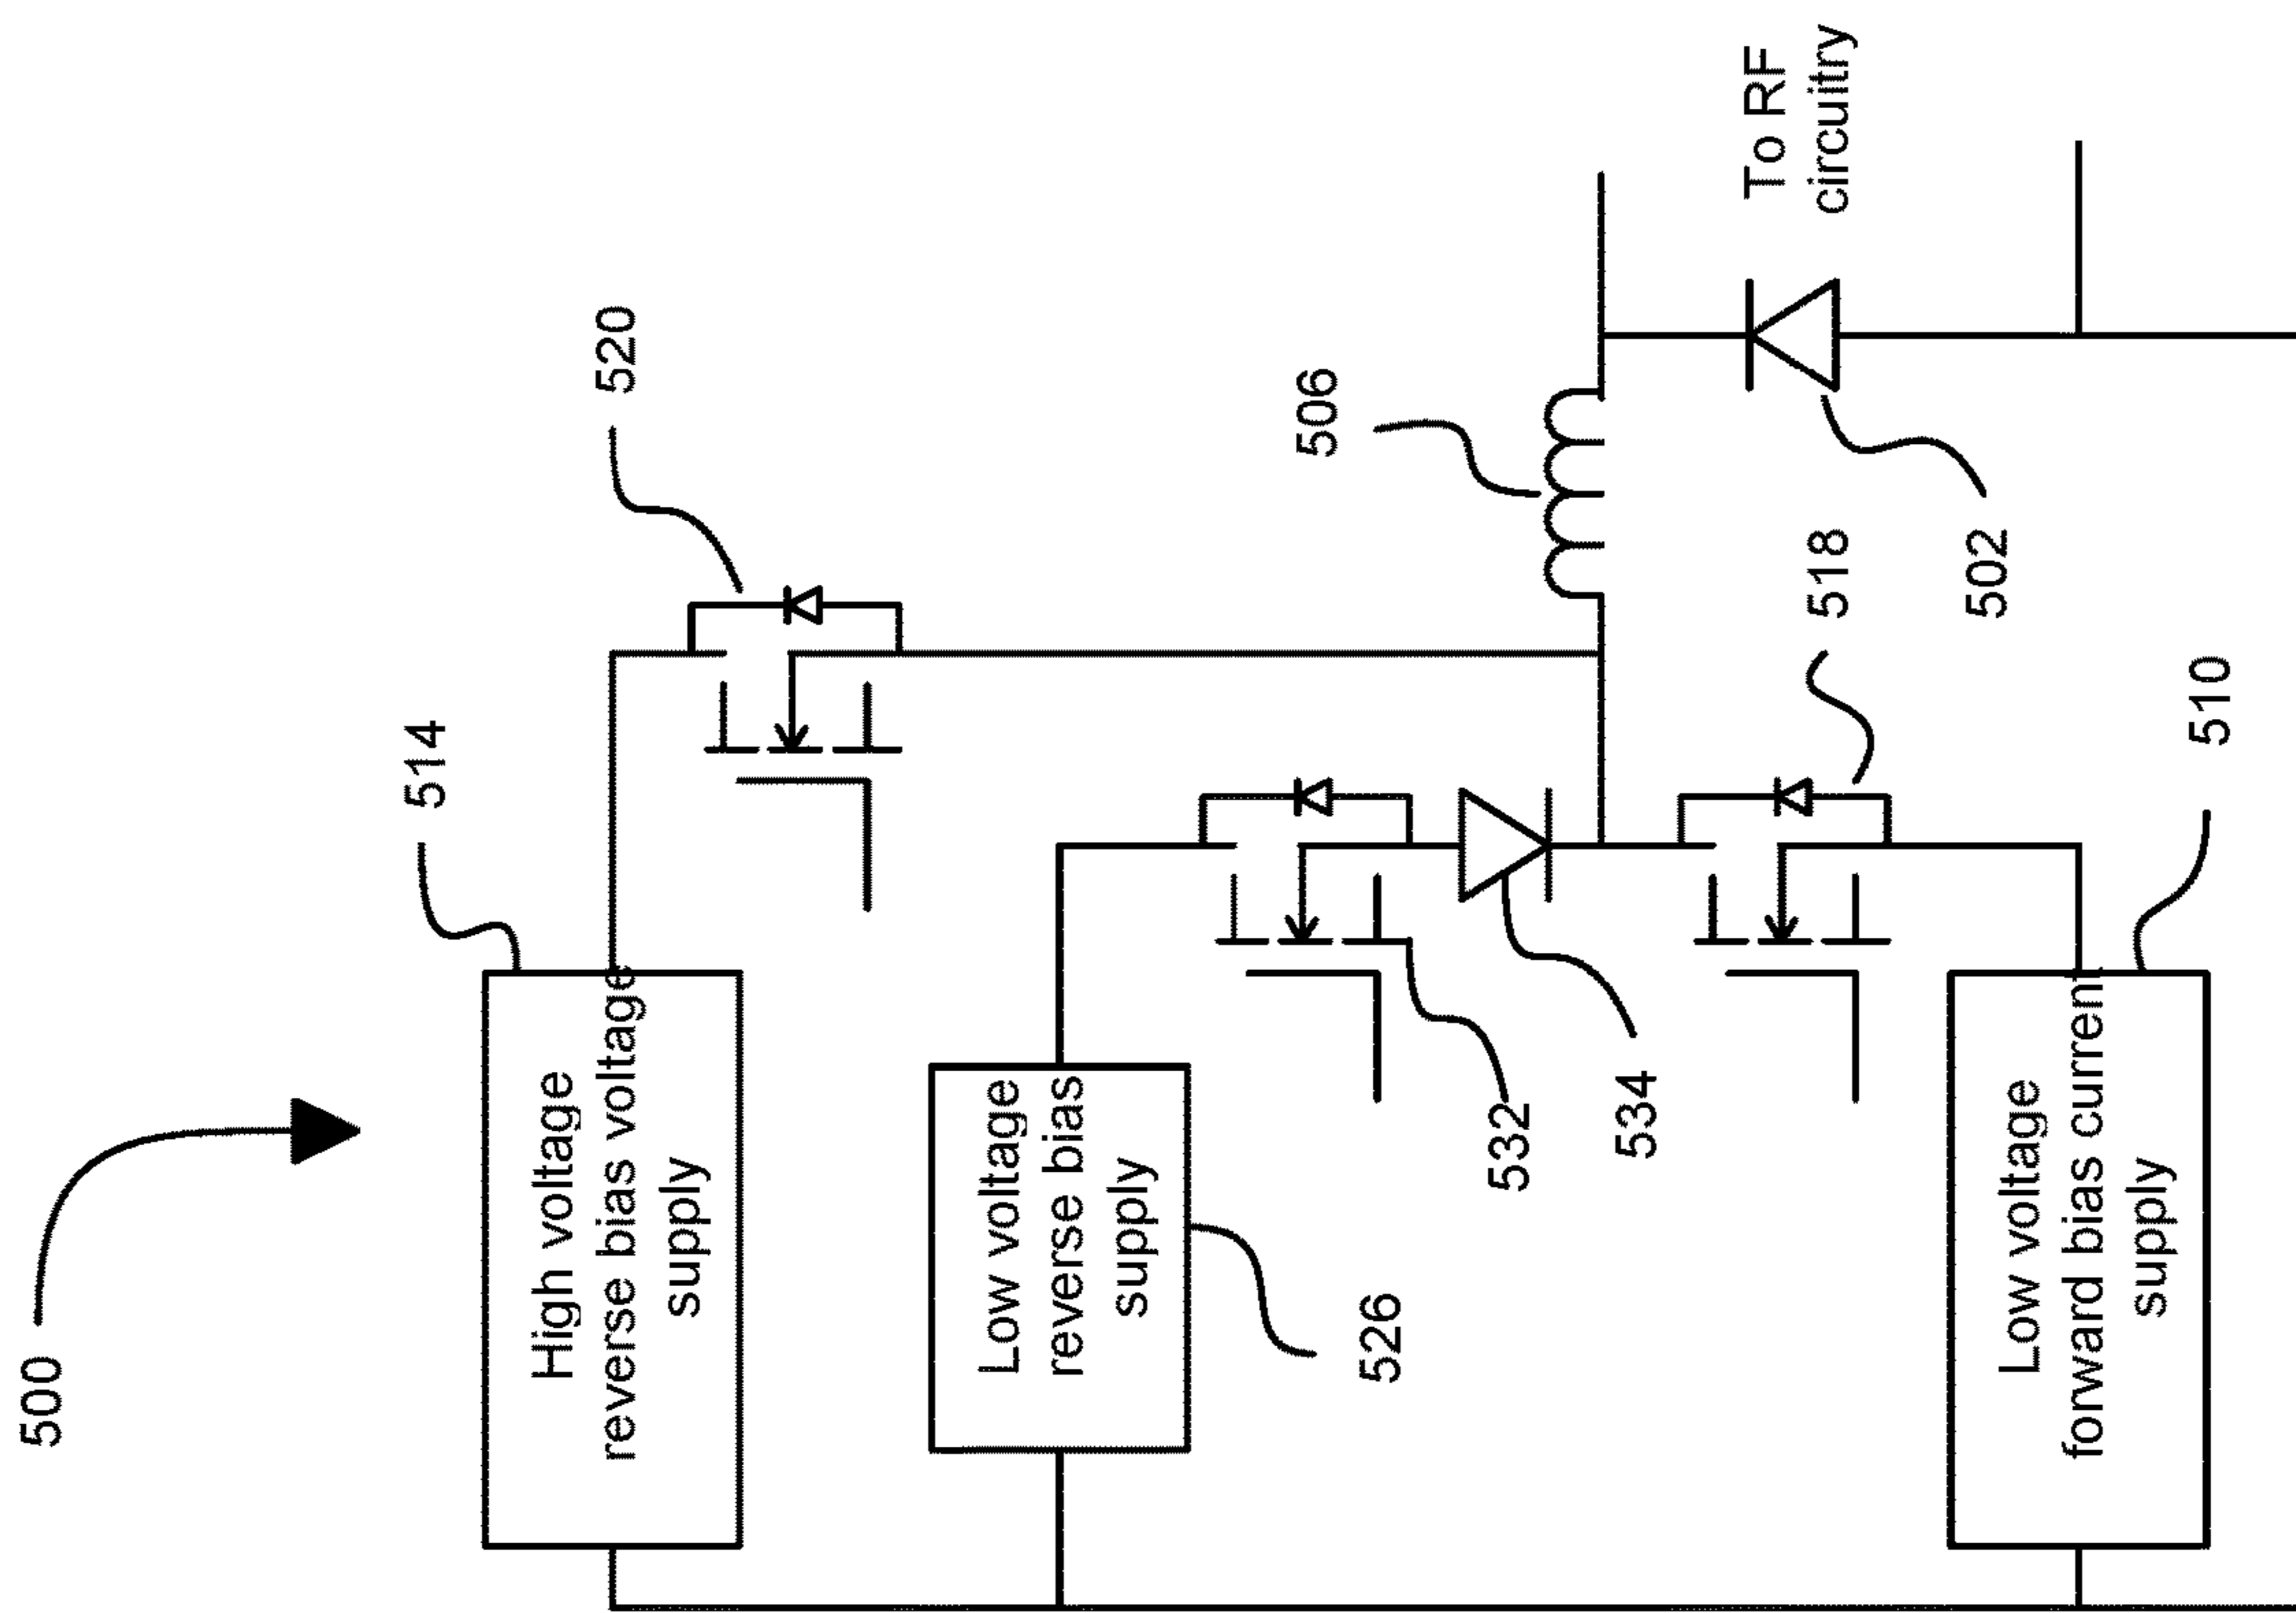 500
514
High voltage
reverse bias voltage
supply
520
Low voltage
reverse bias
supply
526
532
534
506
To RF
circuitry
502
518
510
Low voltage
forward bias current
supply